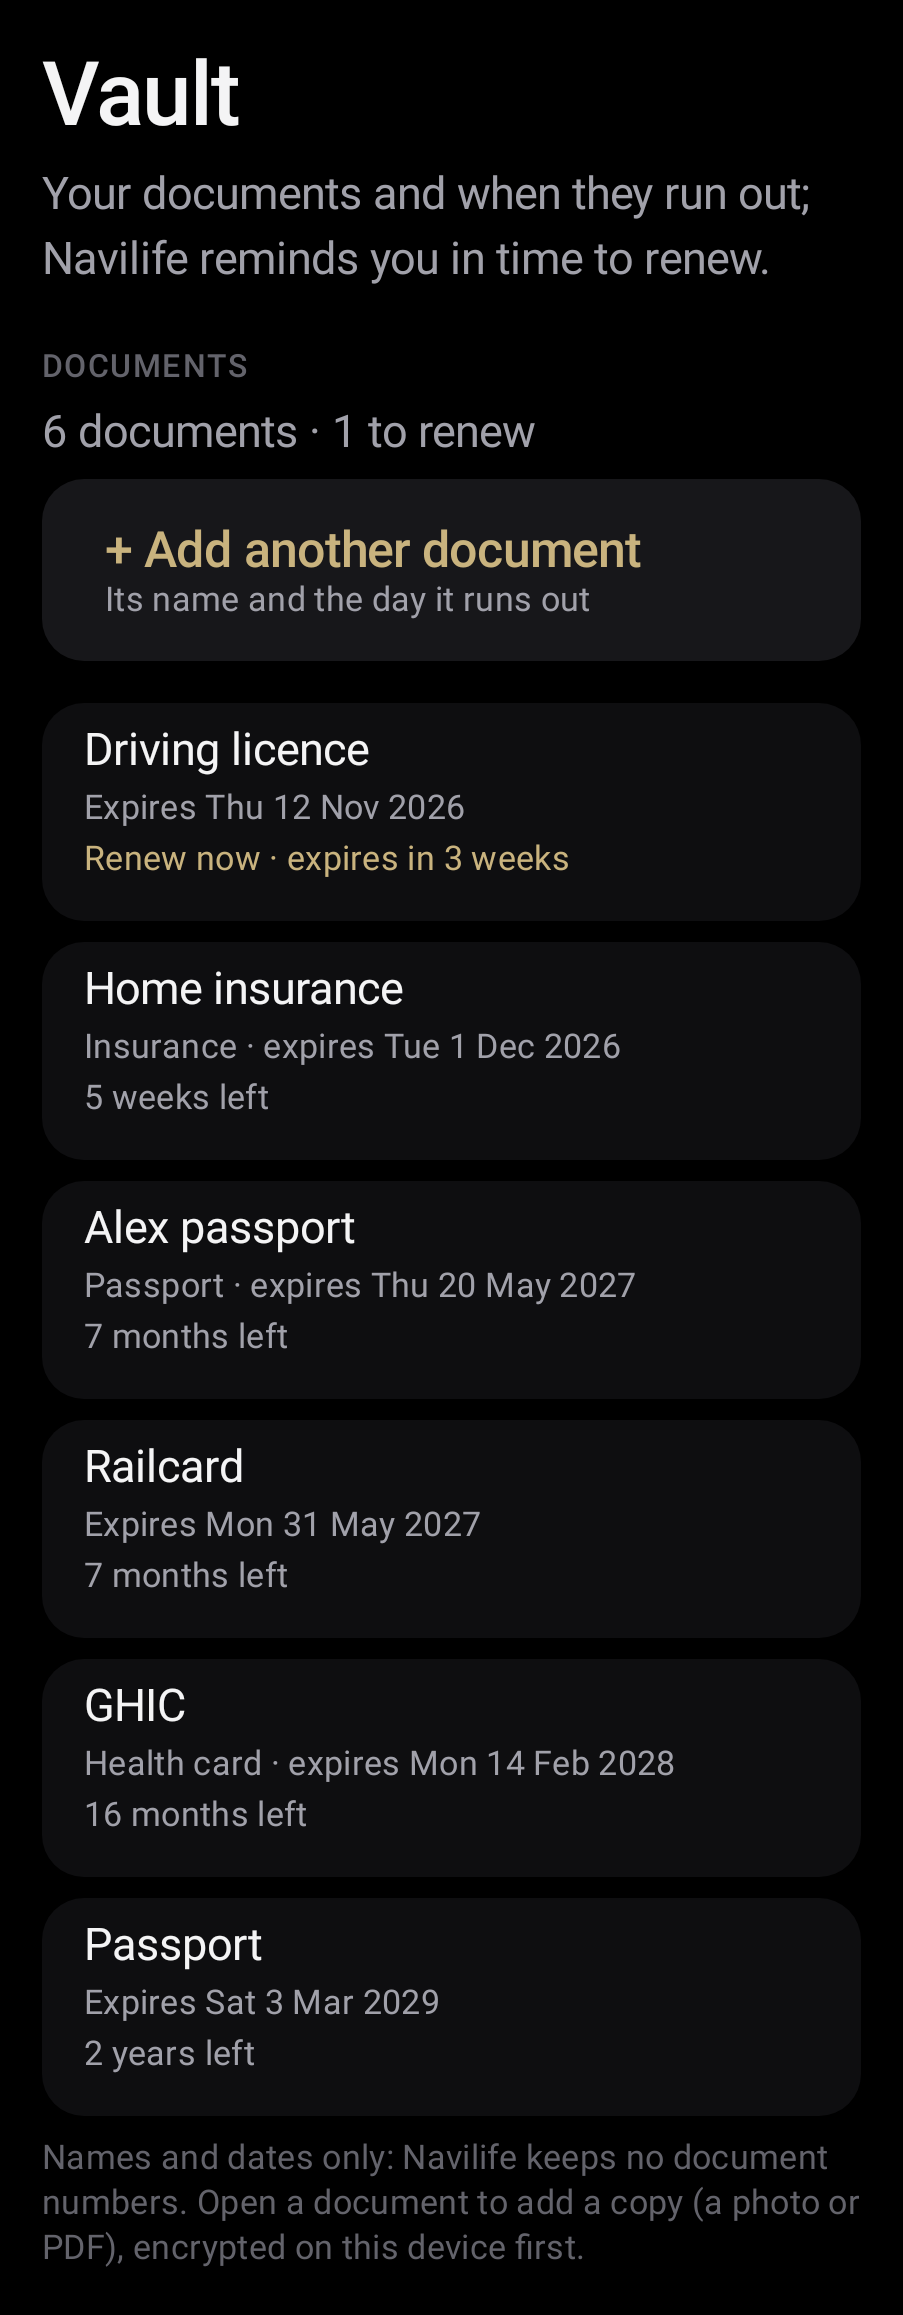 Vault
Your documents and when they run out;
Navilife reminds you in time to renew.
DOCUMENTS
6 documents · 1 to renew
+ Add another document
Its name and the day it runs out
Driving licence
Expires Thu 12 Nov 2026
Renew now · expires in 3 weeks
Home insurance
Insurance · expires Tue 1 Dec 2026
5 weeks left
Alex passport
Passport · expires Thu 20 May 2027
7 months left
Railcard
Expires Mon 31 May 2027
7 months left
GHIC
Health card · expires Mon 14 Feb 2028
16 months left
Passport
Expires Sat 3 Mar 2029
2 years left
Names and dates only: Navilife keeps no document
numbers. Open a document to add a copy (a photo or
PDF), encrypted on this device first.